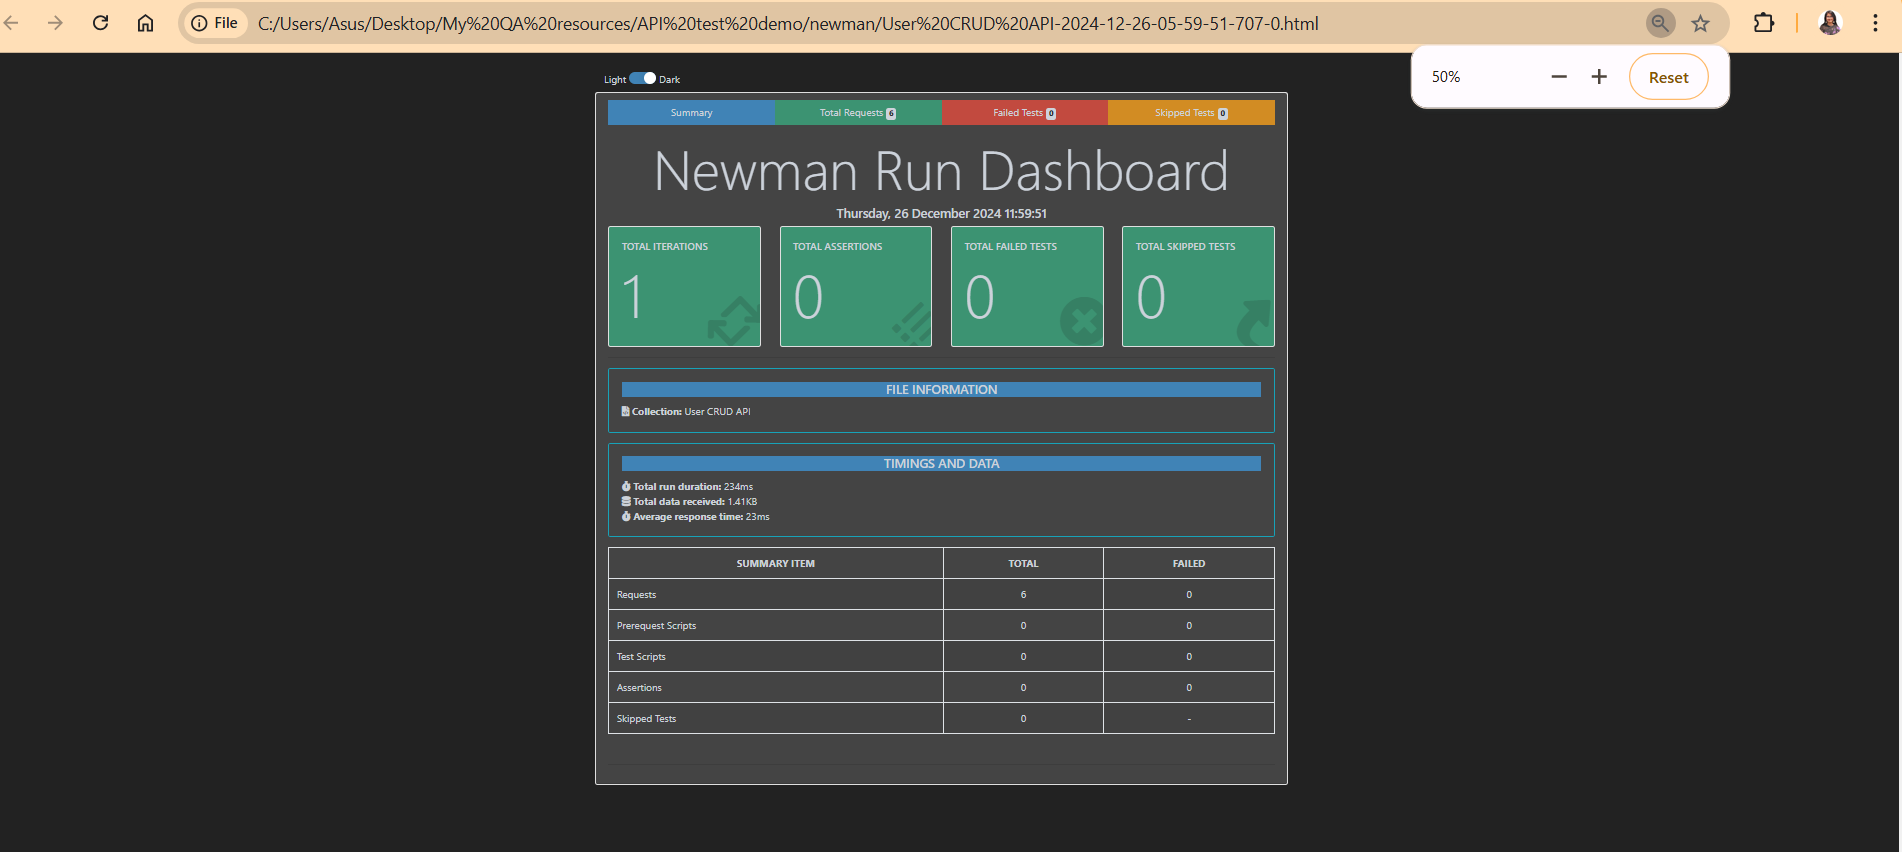 File C:/Users/Asus/Desktop/My%20QA%20resources/API%20test%20demo/newman/User%20CRUD%20API-2024-12-26-05-59-51-707-0.html
50% Reset
Light Dark
Summary Total Requests 6 Failed Tests 0 Skipped Tests 0
Newman Run Dashboard
Thursday, 26 December 2024 11:59:51
TOTAL ITERATIONS TOTAL ASSERTIONS TOTAL FAILED TESTS TOTAL SKIPPED TESTS
1 0 0 0
FILE INFORMATION
Collection: User CRUD API
TIMINGS AND DATA
Total run duration: 234ms
Total data received: 1.41KB
Average response time: 23ms
SUMMARY ITEM TOTAL FAILED
Requests 6 0
Prerequest Scripts 0 0
Test Scripts 0 0
Assertions 0 0
Skipped Tests 0 -